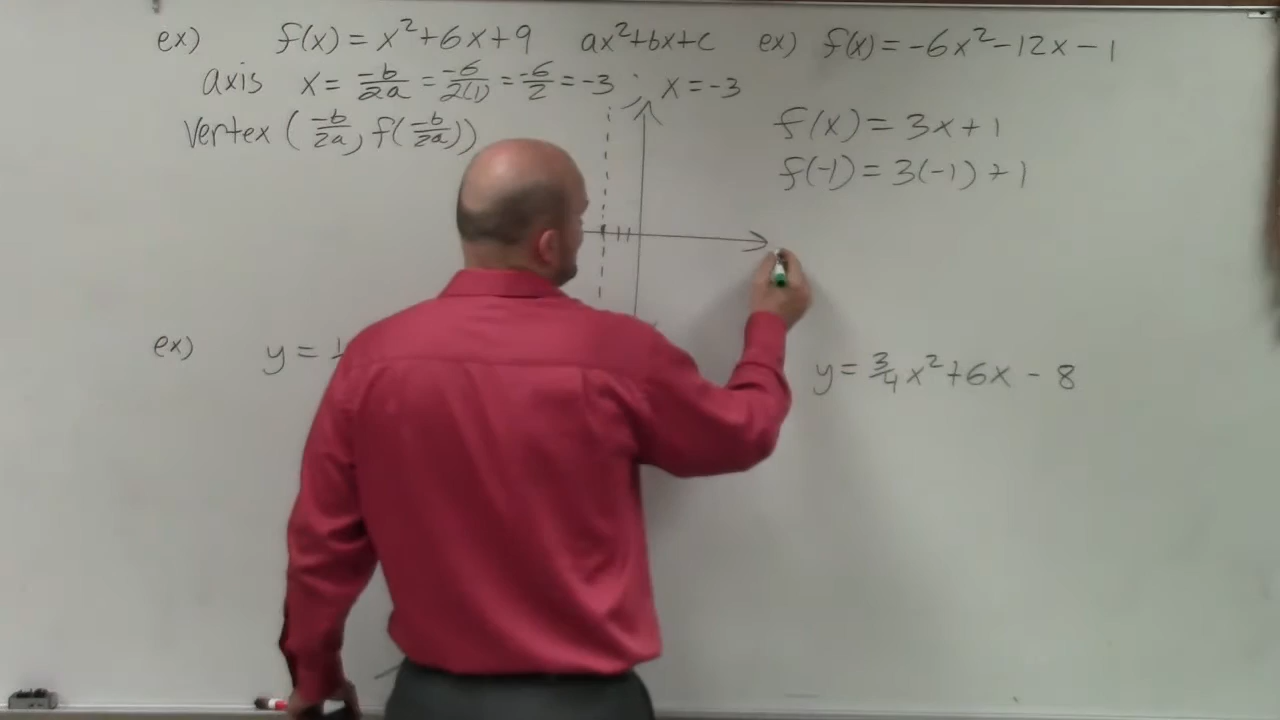 ex) f(x) = x²+6x+9 ax²+bx+c
axis x = -b/2a = -6/2(1) = -6/2 = -3 ; x = -3
vertex (-b/2a, f(-b/2a))
ex) f(x) = -6x²-12x-1
f(x) = 3x+1
f(-1) = 3(-1)+1
ex) y =
y = 3/4x²+6x-8